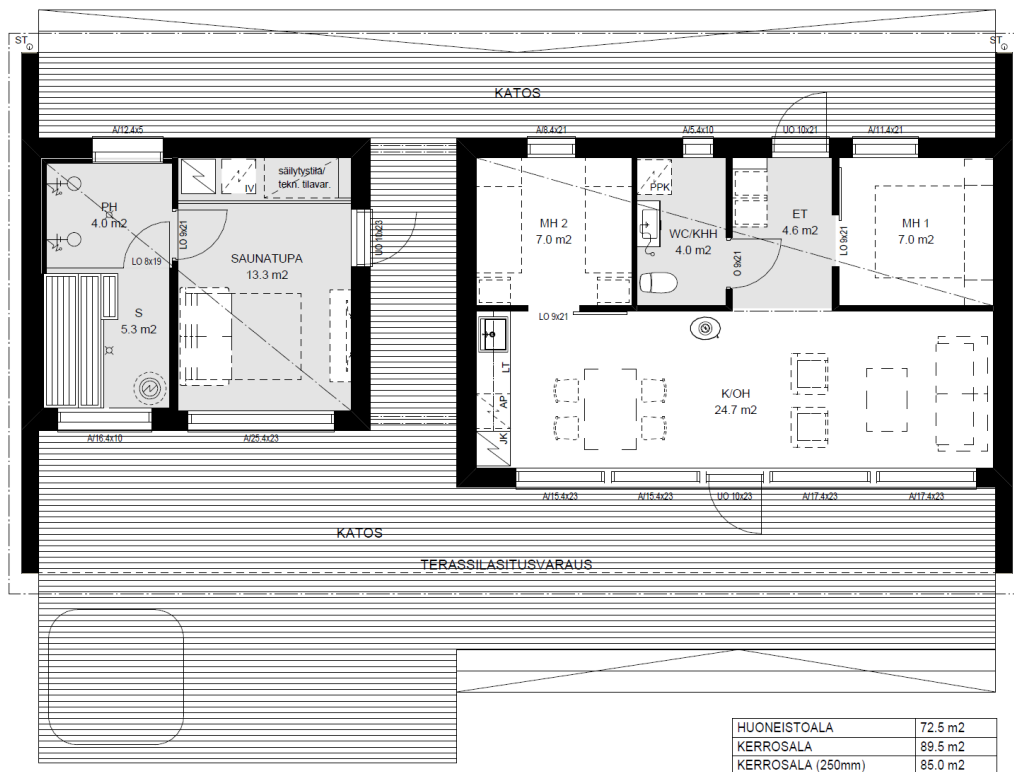 ST
ST
KATOS
A/12.4x5
A/8.4x21
A/5.4x10
UO 10x21
A/11.4x21
PH
4.0 m2
IV
säilytystila/
tekn. tilavar.
LO 9x21
LO 8x19
UO 10x23
SAUNATUPA
13.3 m2
S
5.3 m2
MH 2
7.0 m2
PPK
WC/KHH
4.0 m2
ET
4.6 m2
O 9x21
LO 9x21
MH 1
7.0 m2
LO 9x21
LT
AP
JK
K/OH
24.7 m2
A/16.4x10
A/25.4x23
A/15.4x23
A/15.4x23
UO 10x23
A/17.4x23
A/17.4x23
KATOS
TERASSILASITUSVARAUS
HUONEISTOALA 72.5 m2
KERROSALA 89.5 m2
KERROSALA (250mm) 85.0 m2